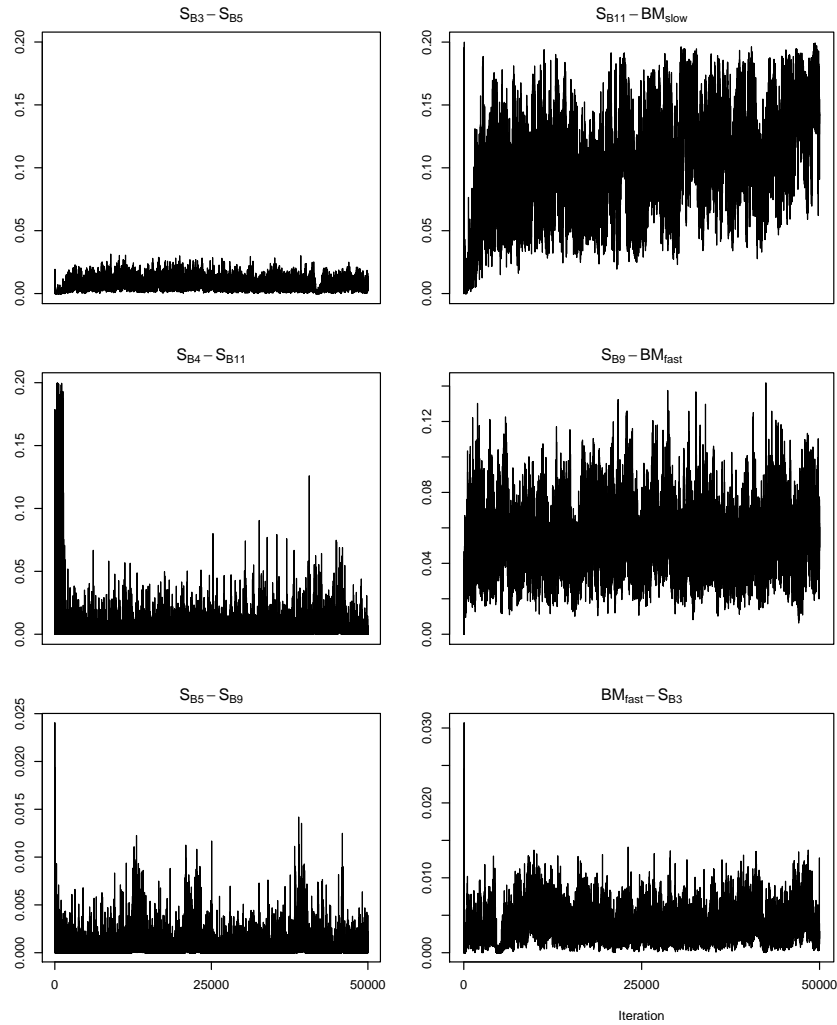 S_B3 – S_B5
0.00 0.05 0.10 0.15 0.20
S_B11 – BM_slow
0.00 0.05 0.10 0.15 0.20
S_B4 – S_B11
0.00 0.05 0.10 0.15 0.20
S_B9 – BM_fast
0.00 0.04 0.08 0.12
S_B5 – S_B9
0.000 0.005 0.010 0.015 0.020 0.025
0 25000 50000
BM_fast – S_B3
0.000 0.010 0.020 0.030
0 25000 50000
Iteration